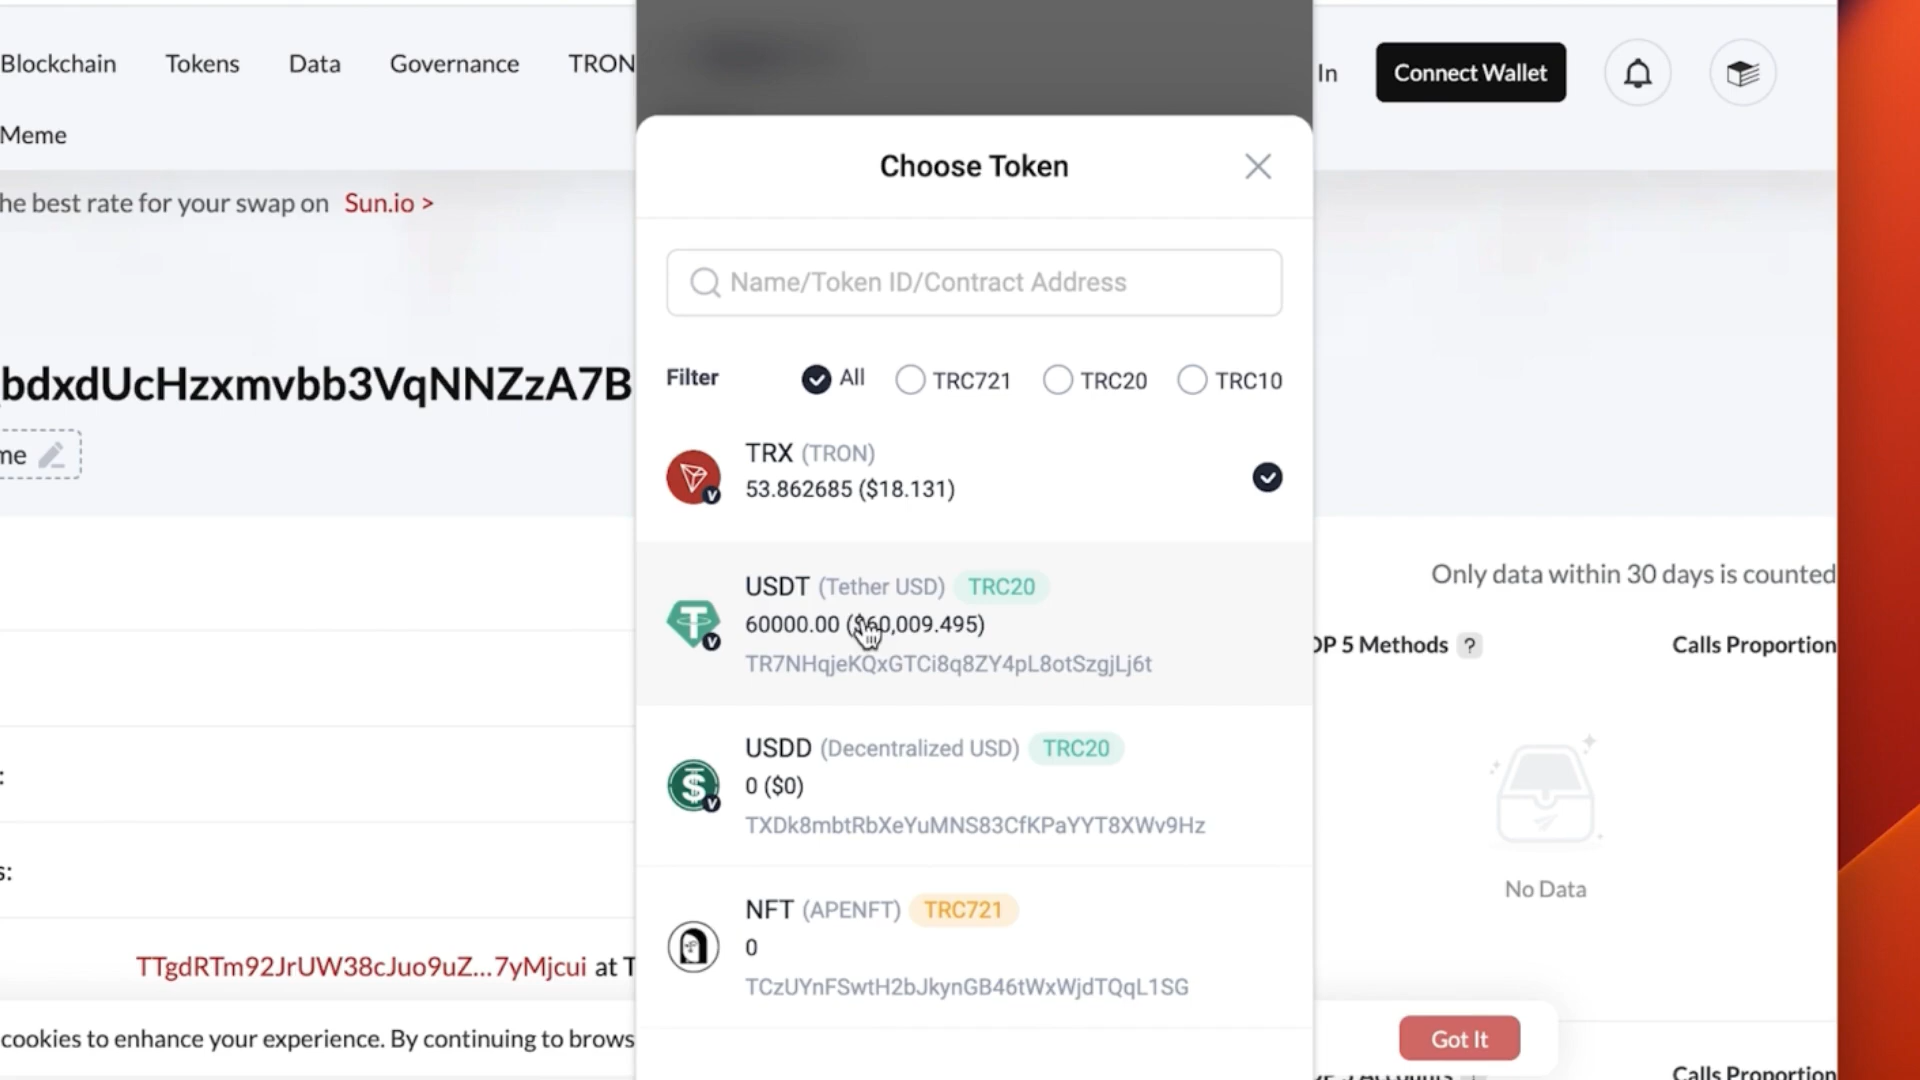 Blockchain
Tokens
Data
Governance
TRON
Meme
In
Connect Wallet
he best rate for your swap on Sun.io >
bdxdUcHzxmvbb3VqNNZzA7B
me
:
s:
TTgdRTm92JrUW38cJuo9uZ...7yMjcui at T
cookies to enhance your experience. By continuing to brows
Choose Token
Name/Token ID/Contract Address
Filter
All
TRC721
TRC20
TRC10
TRX (TRON)
53.862685 ($18.131)
USDT (Tether USD) TRC20
60000.00 ($60,009.495)
TR7NHqjeKQxGTCi8q8ZY4pL8otSzgjLj6t
USDD (Decentralized USD) TRC20
0 ($0)
TXDk8mbtRbXeYuMNS83CfKPaYYT8XWv9Hz
NFT (APENFT) TRC721
0
TCzUYnFSwtH2bJkynGB46tWxWjdTQqL1SG
Only data within 30 days is counted
OP 5 Methods ?
Calls Proportion
No Data
Got It
Calls Proportion